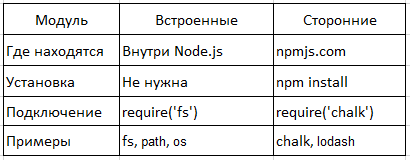 Модуль Встроенные Сторонние
Где находятся Внутри Node.js npmjs.com
Установка Не нужна npm install
Подключение require('fs') require('chalk')
Примеры fs, path, os chalk, lodash